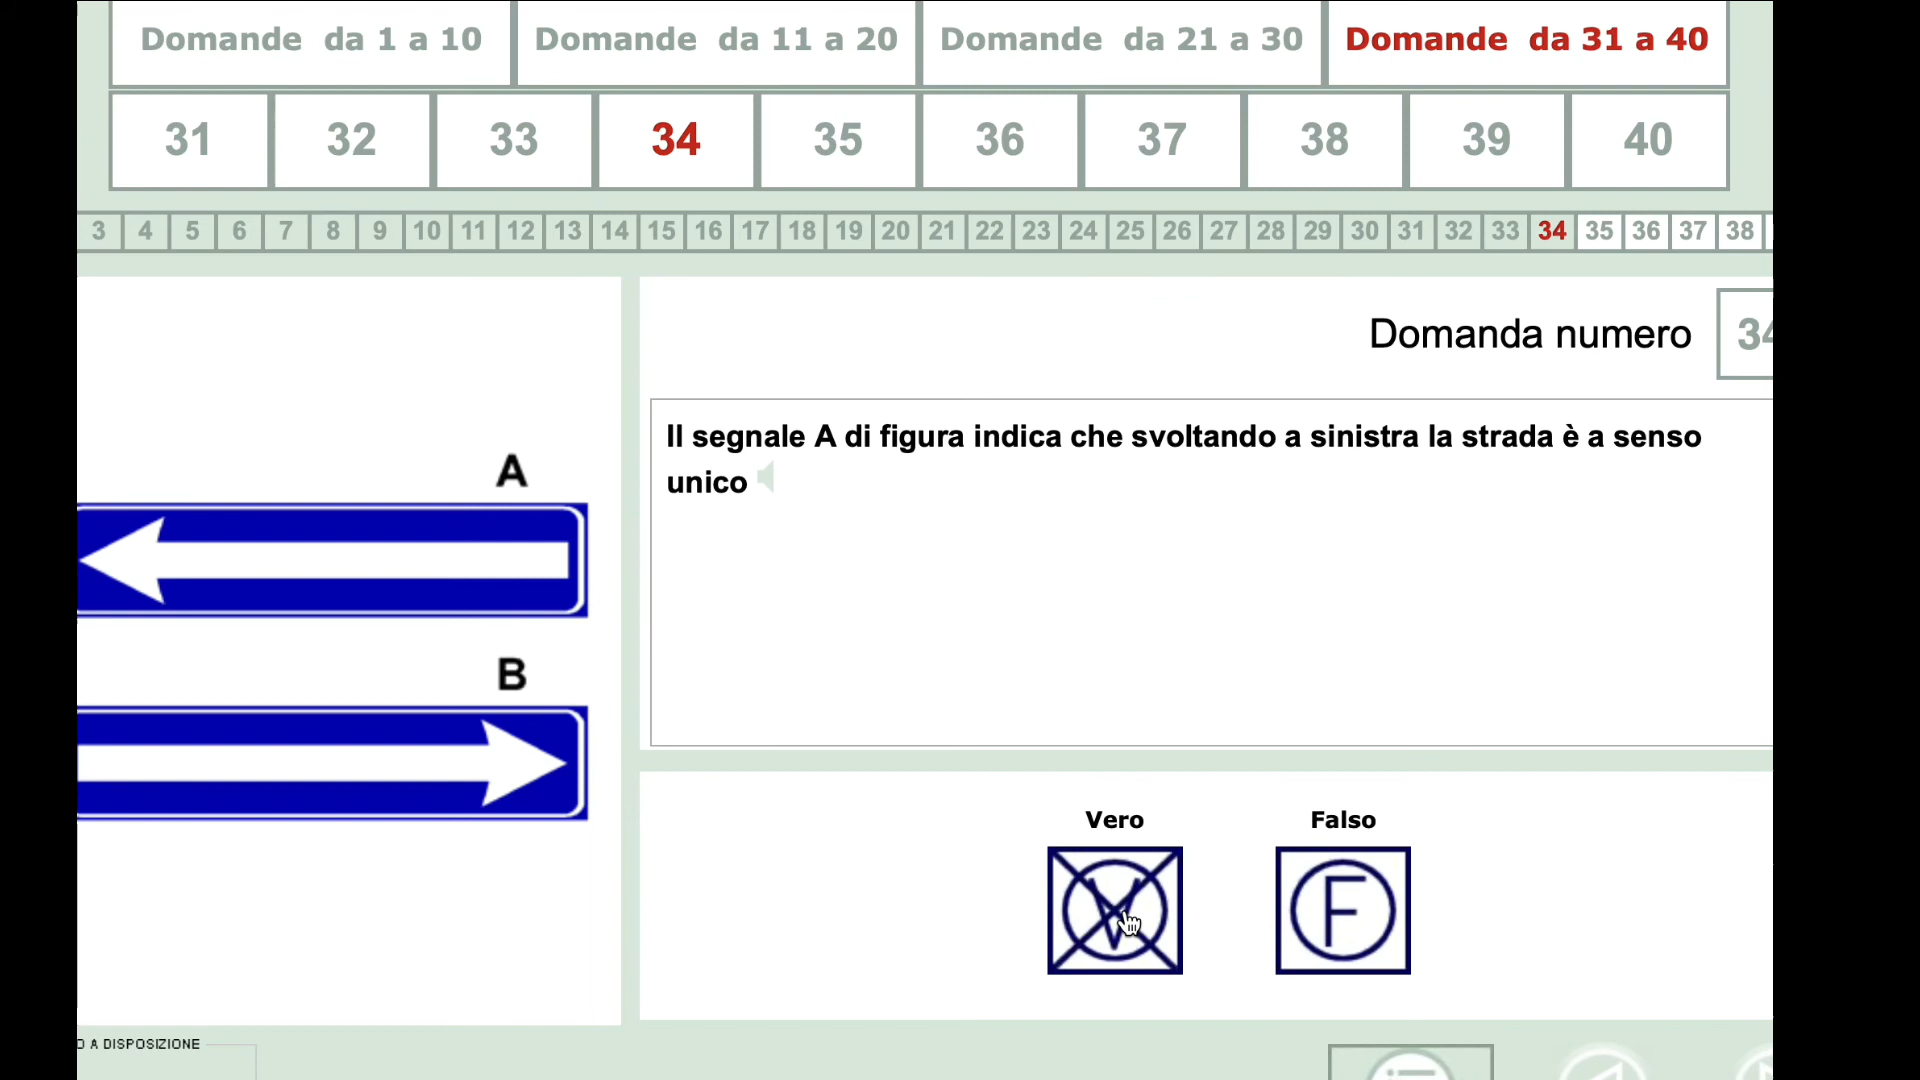 Domande da 1 a 10 Domande da 11 a 20 Domande da 21 a 30 Domande da 31 a 40
31 32 33 34 35 36 37 38 39 40
3 4 5 6 7 8 9 10 11 12 13 14 15 16 17 18 19 20 21 22 23 24 25 26 27 28 29 30 31 32 33 34 35 36 37 38
Domanda numero 34
Il segnale A di figura indica che svoltando a sinistra la strada è a senso
unico
A
B
Vero Falso
V F
A DISPOSIZIONE